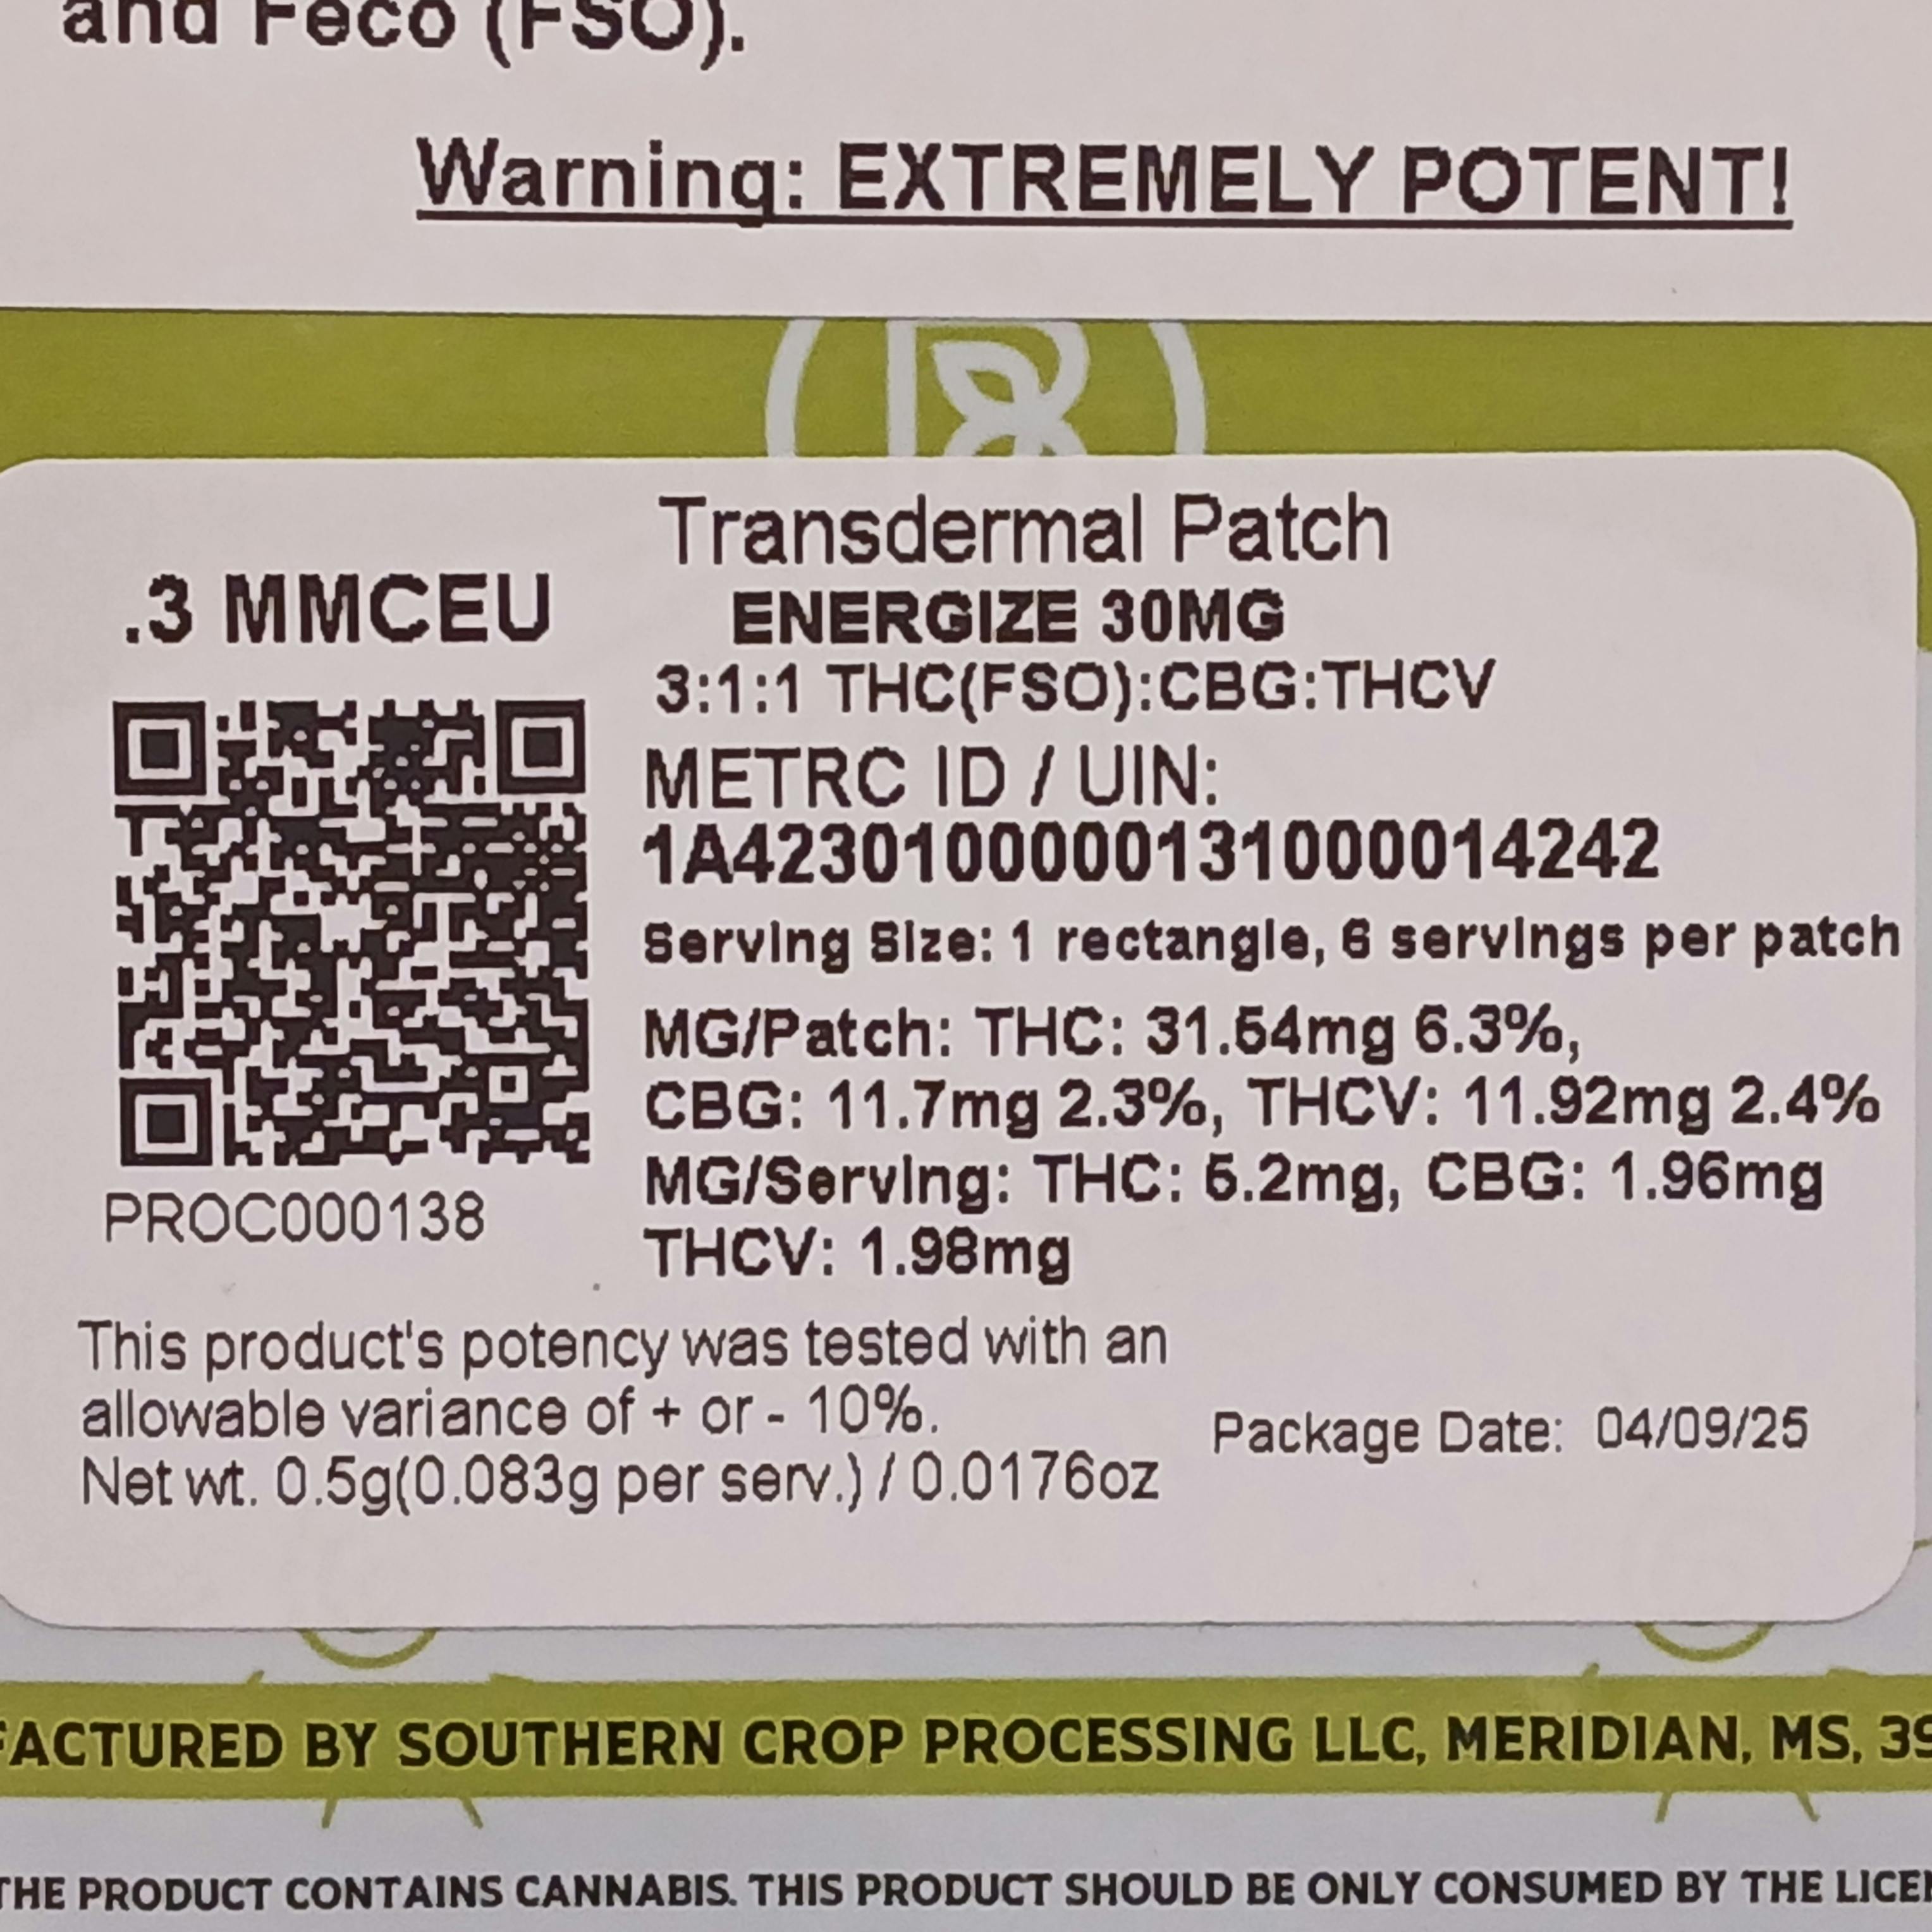 and Feco (FSO).
Warning: EXTREMELY POTENT!
Transdermal Patch
.3 MMCEU
ENERGIZE 30MG
3:1:1 THC(FSO):CBG:THCV
METRC ID / UIN:
1A4230100000131000014242
Serving Size: 1 rectangle, 6 servings per patch
MG/Patch: THC: 31.54mg 6.3%,
CBG: 11.7mg 2.3%, THCV: 11.92mg 2.4%
MG/Serving: THC: 5.2mg, CBG: 1.96mg
THCV: 1.98mg
PROC000138
This product's potency was tested with an
allowable variance of + or - 10%.
Net wt. 0.5g(0.083g per serv.) / 0.0176oz
Package Date: 04/09/25
FACTURED BY SOUTHERN CROP PROCESSING LLC, MERIDIAN, MS, 39
THE PRODUCT CONTAINS CANNABIS. THIS PRODUCT SHOULD BE ONLY CONSUMED BY THE LICEN